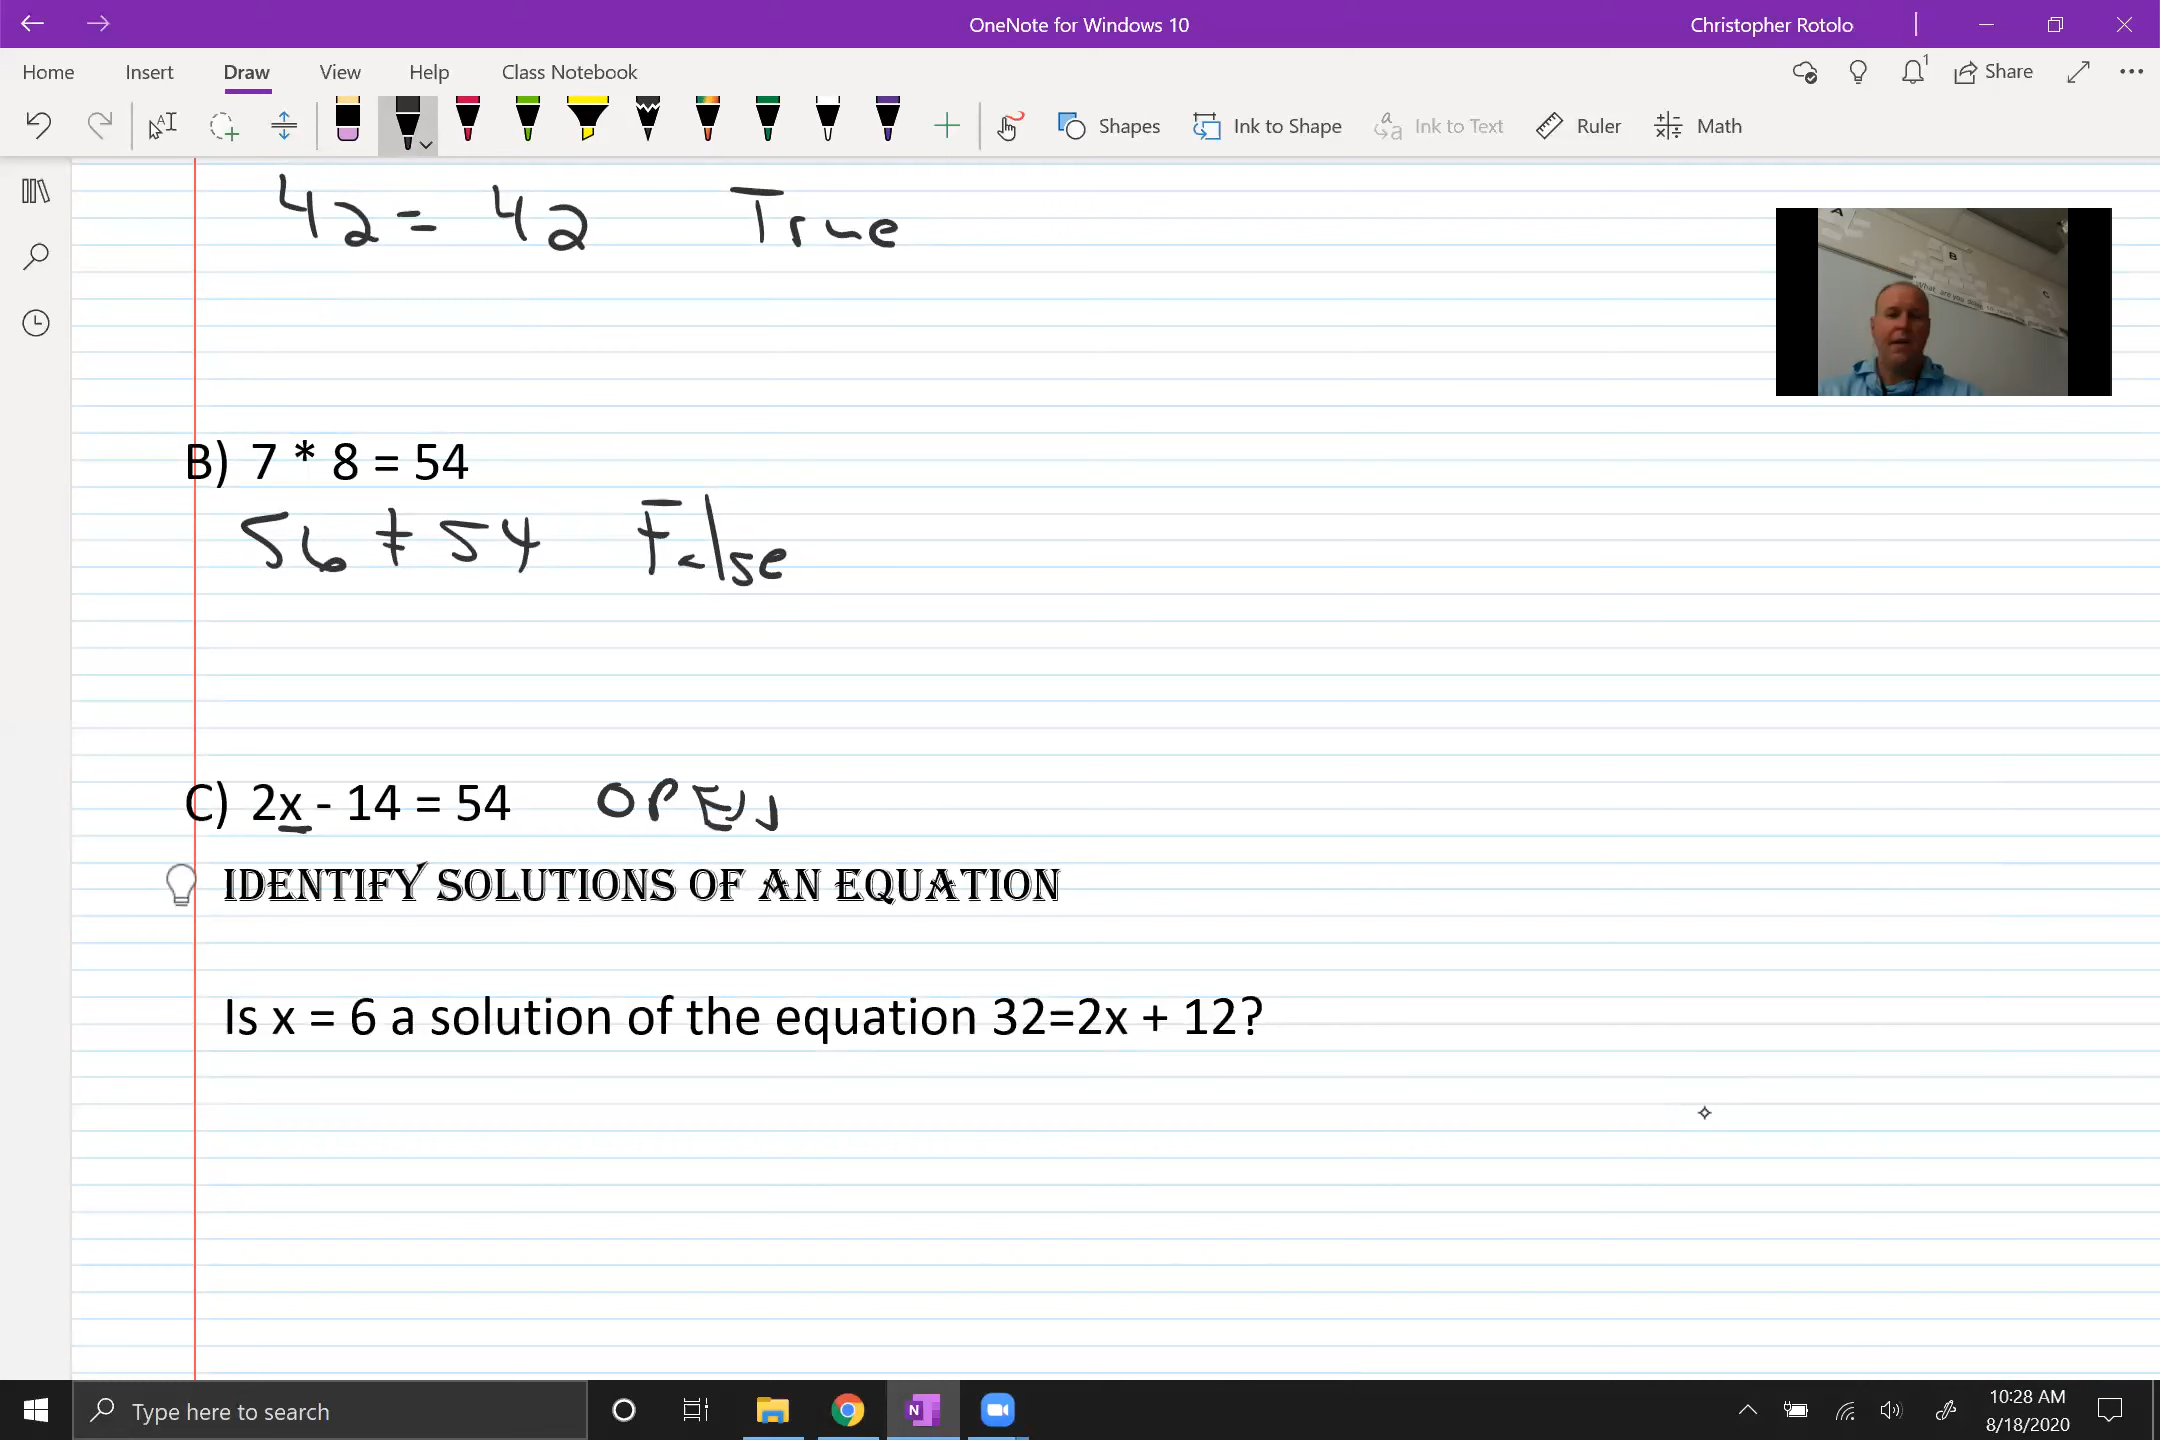 OneNote for Windows 10
Christopher Rotolo
Home Insert Draw View Help Class Notebook
1 Share
Shapes Ink to Shape Ink to Text Ruler Math
42 = 42 True
B) 7 * 8 = 54
56 ≠ 54 False
C) 2x - 14 = 54 OPEN
IDENTIFY SOLUTIONS OF AN EQUATION
Is x = 6 a solution of the equation 32=2x + 12?
Type here to search
10:28 AM
8/18/2020